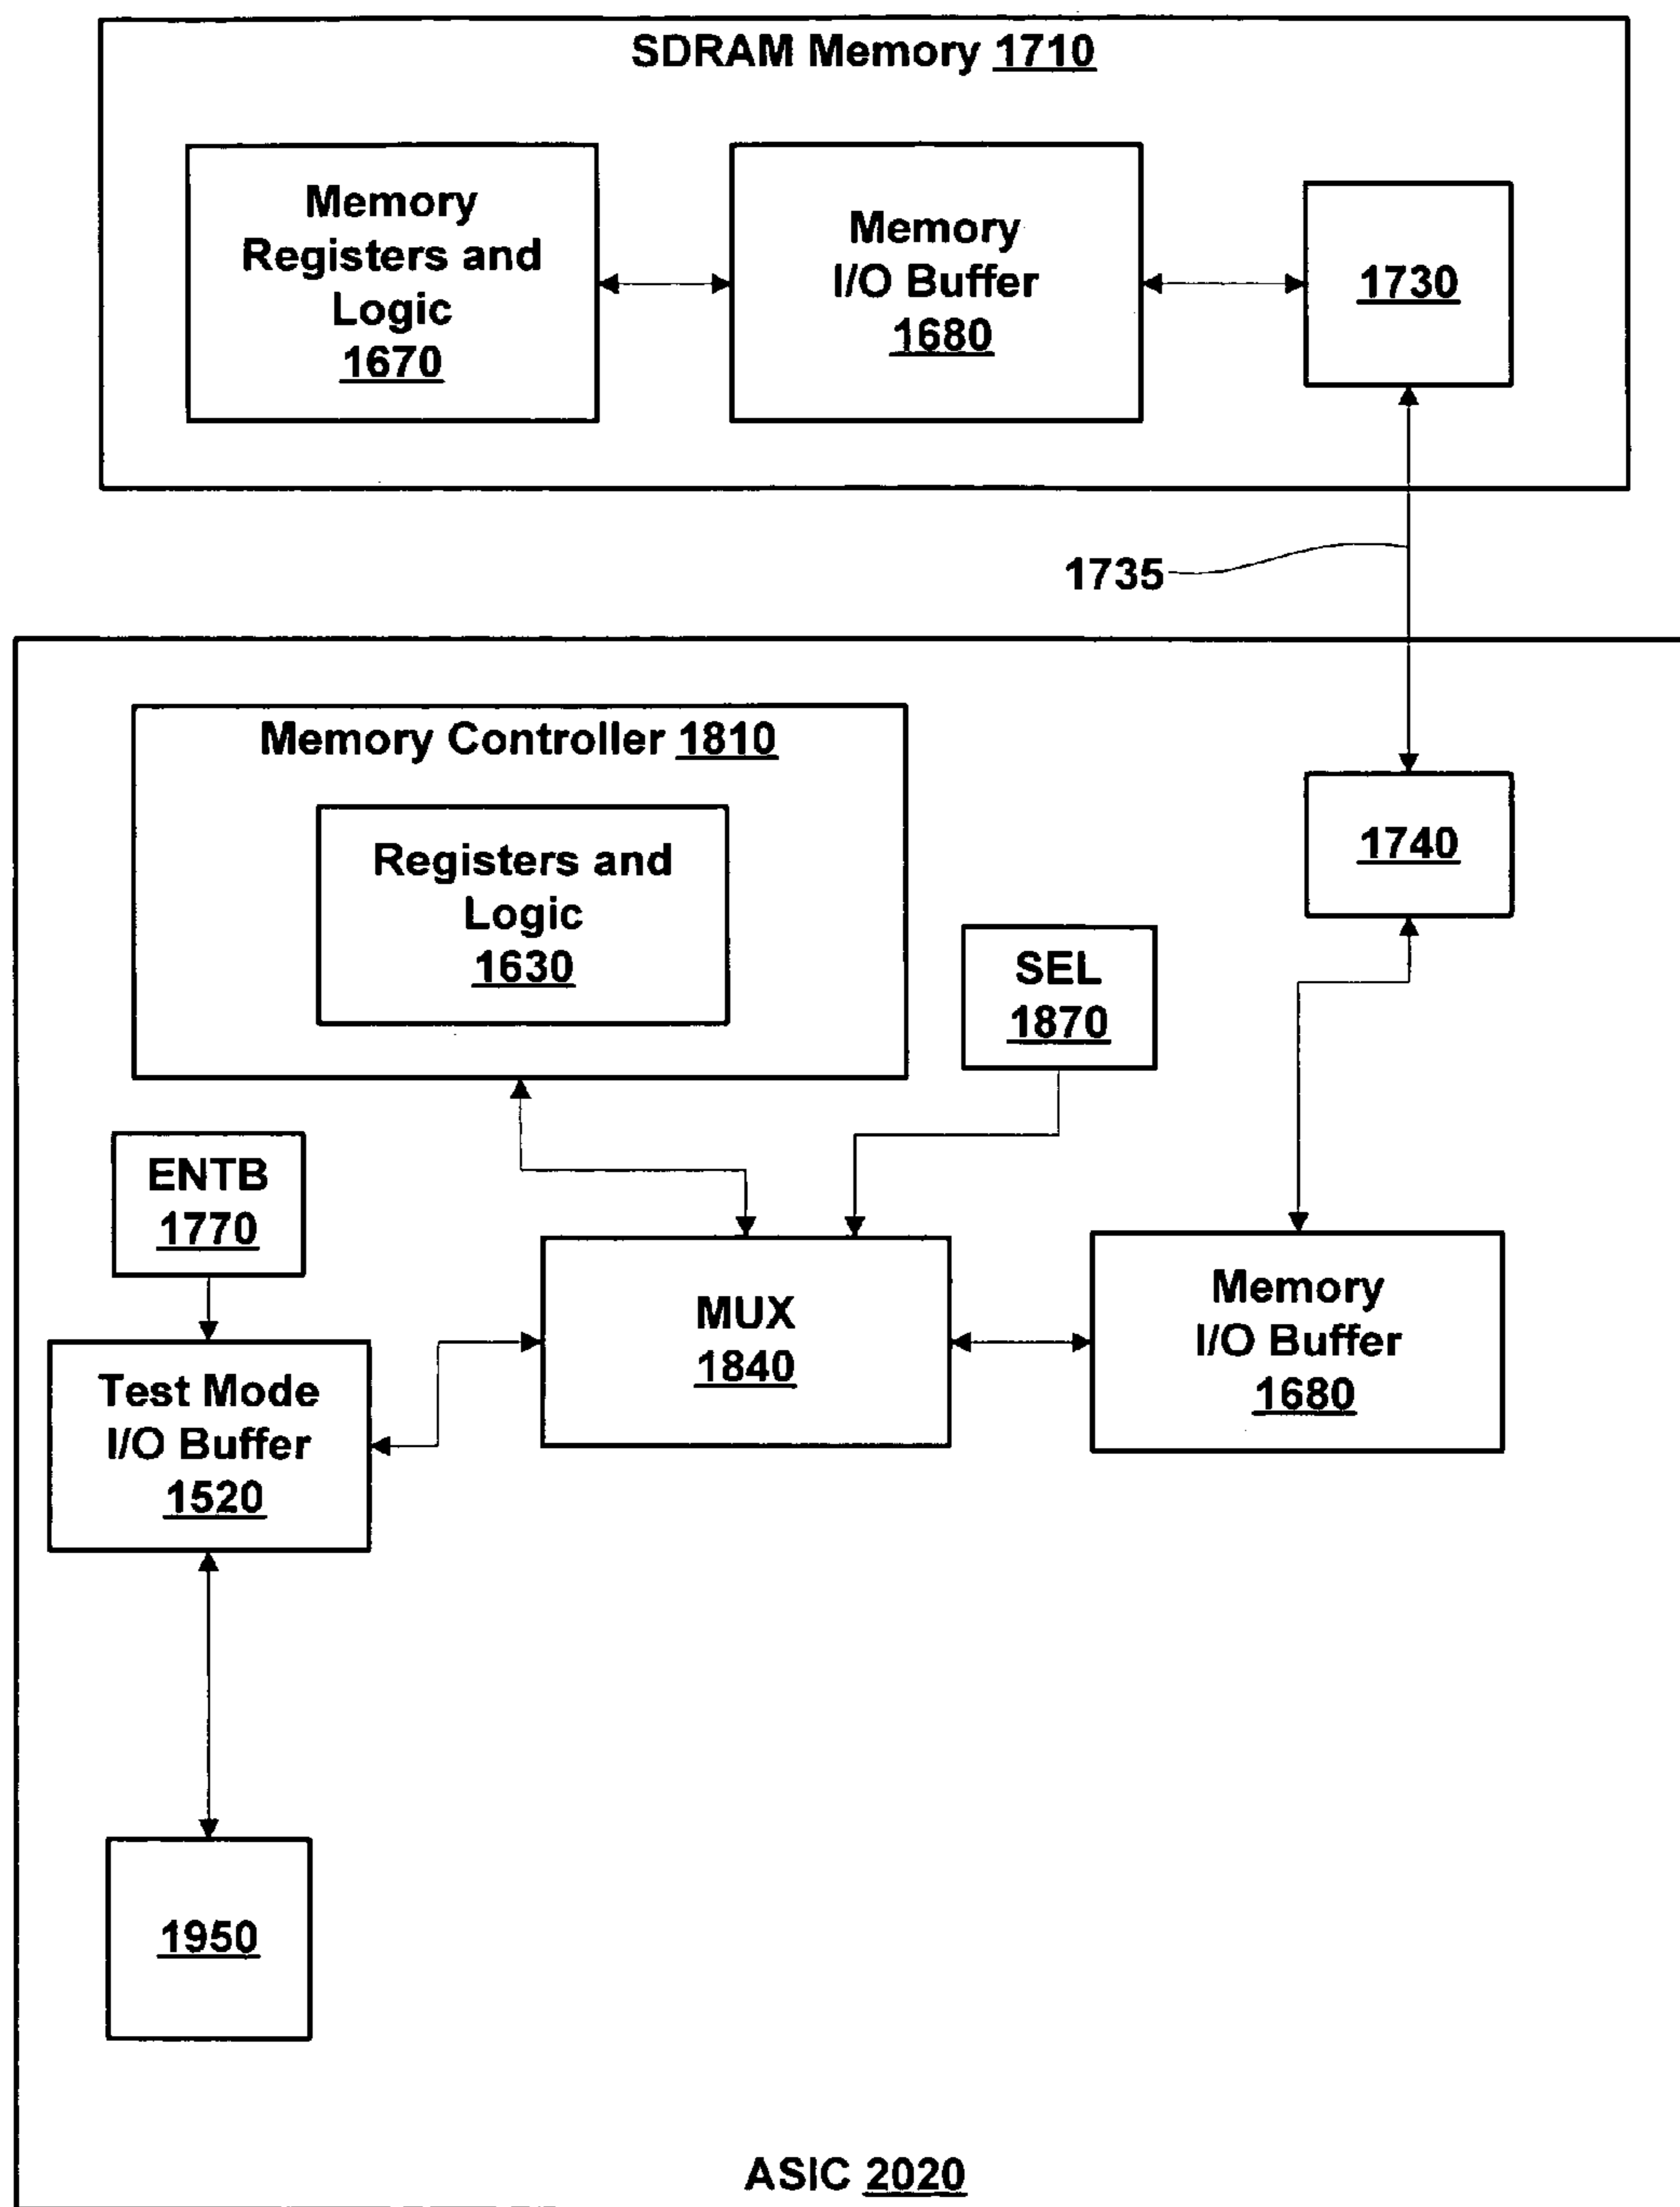 SDRAM Memory 1710
Memory
Registers and
Logic
1670
Memory
I/O Buffer
1680
1730
1735
Memory Controller 1810
Registers and
Logic
1630
1740
SEL
1870
ENTB
1770
MUX
1840
Memory
I/O Buffer
1680
Test Mode
I/O Buffer
1520
1950
ASIC 2020